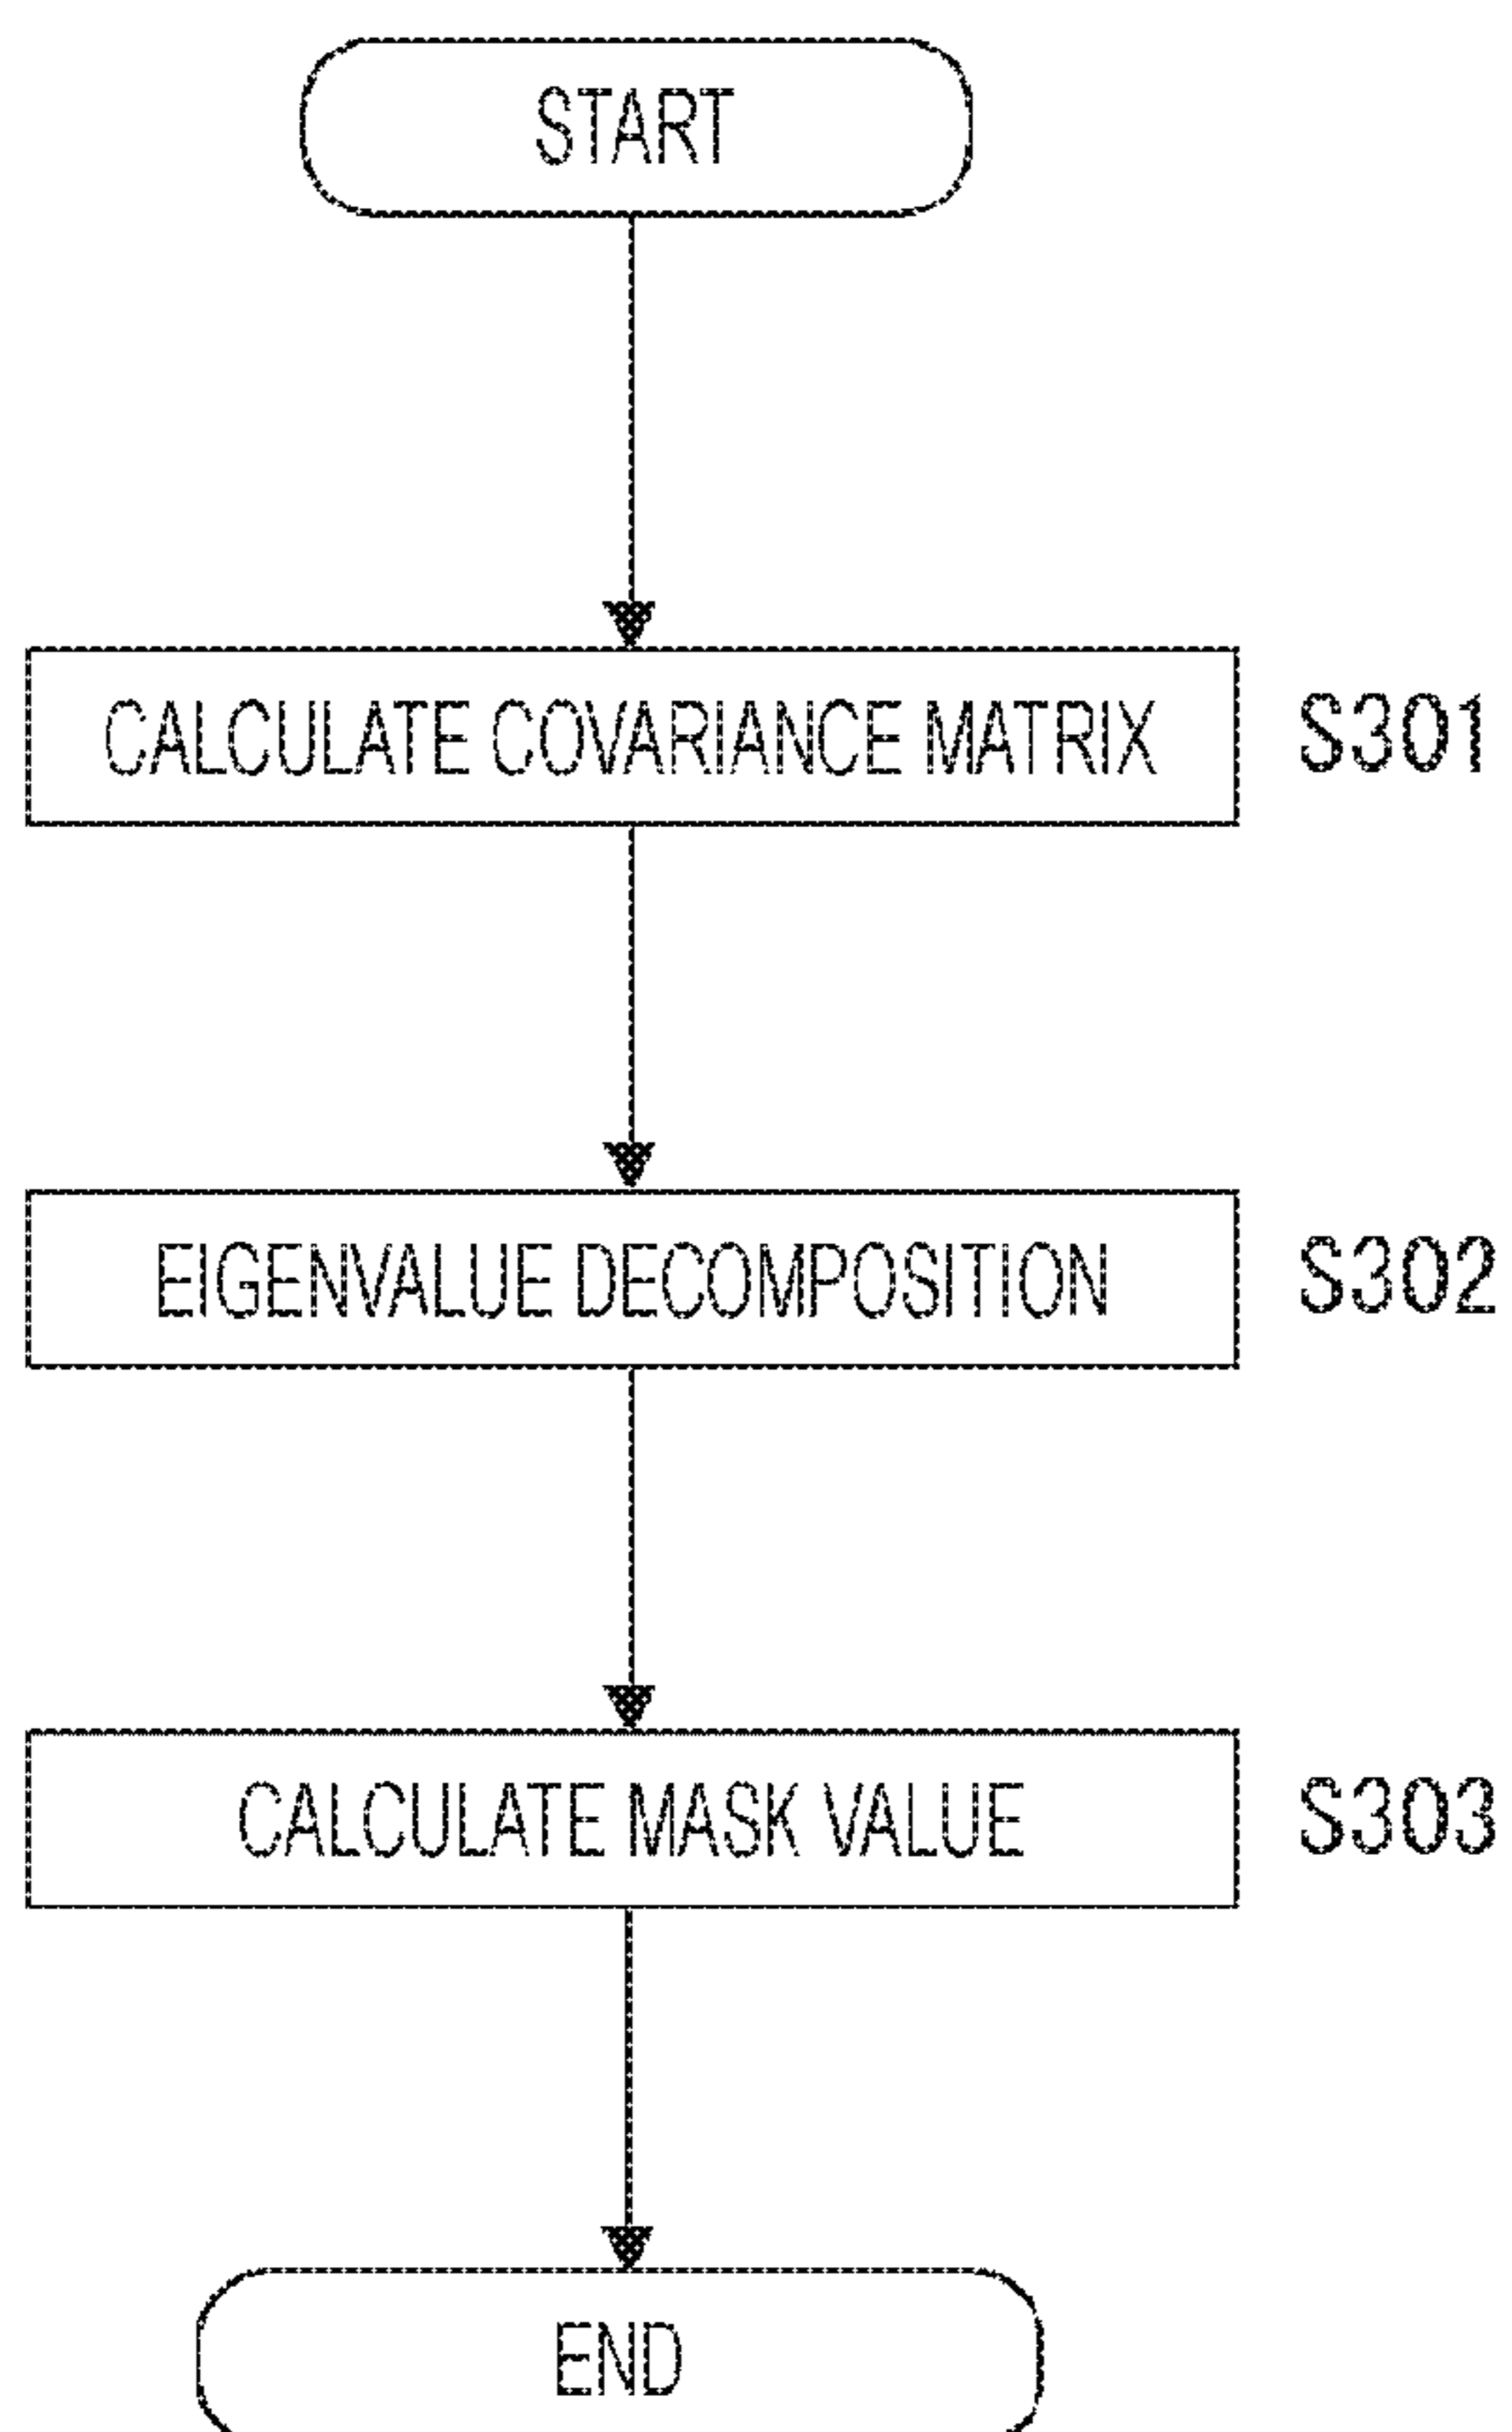 START
CALCULATE COVARIANCE MATRIX S301
EIGENVALUE DECOMPOSITION S302
CALCULATE MASK VALUE S303
END